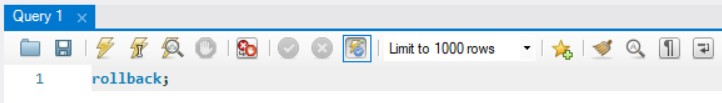 Query 1
Limit to 1000 rows
1 rollback;